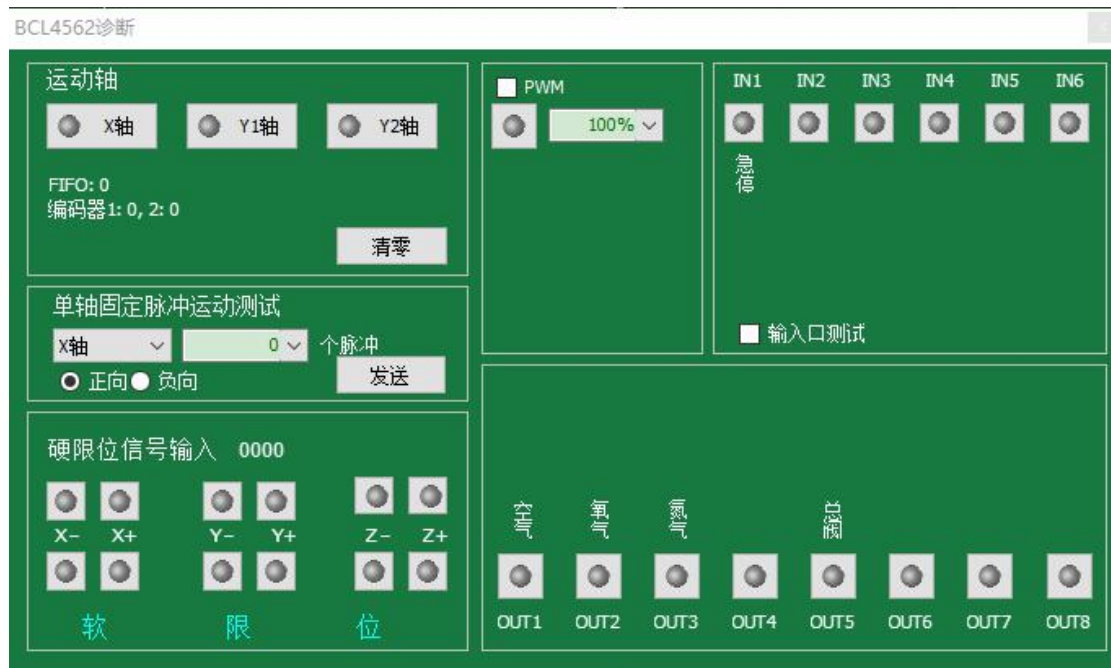 BCL4562诊断
运动轴
X轴 Y1轴 Y2轴
FIFO: 0
编码器1: 0, 2: 0
清零
PWM
100%
IN1 IN2 IN3 IN4 IN5 IN6
急停
输入口测试
单轴固定脉冲运动测试
X轴 0 个脉冲
正向 负向 发送
硬限位信号输入 0000
X- X+ Y- Y+ Z- Z+
软 限 位
空气 氧气 氮气 总阀
OUT1 OUT2 OUT3 OUT4 OUT5 OUT6 OUT7 OUT8